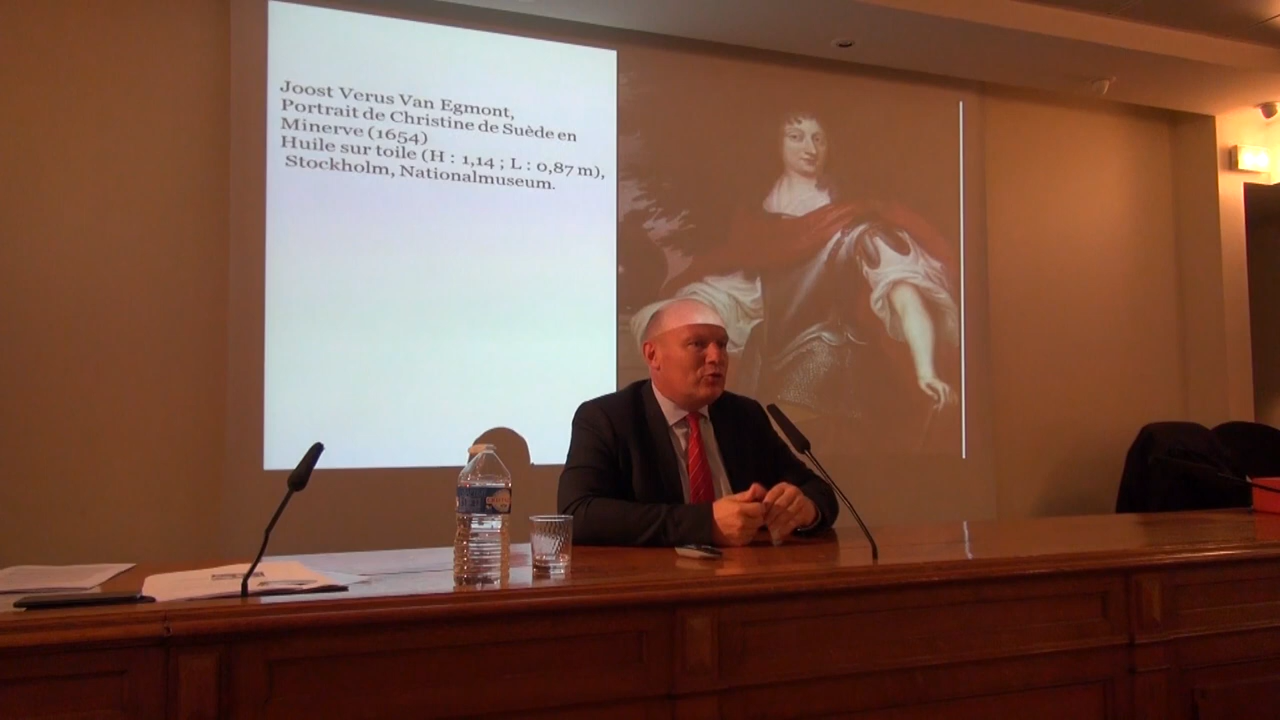 Joost Verus Van Egmont,
Portrait de Christine de Suède en
Minerve (1654)
Huile sur toile (H : 1,14 ; L : 0,87 m),
Stockholm, Nationalmuseum.